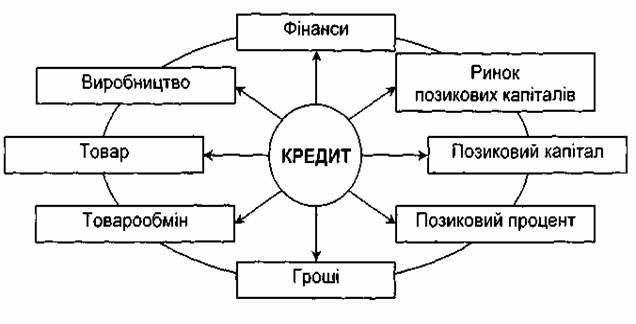 Фінанси
Виробництво
Ринок
позикових капіталів
Товар
КРЕДИТ
Позиковий капітал
Товарообмін
Позиковий процент
Гроші